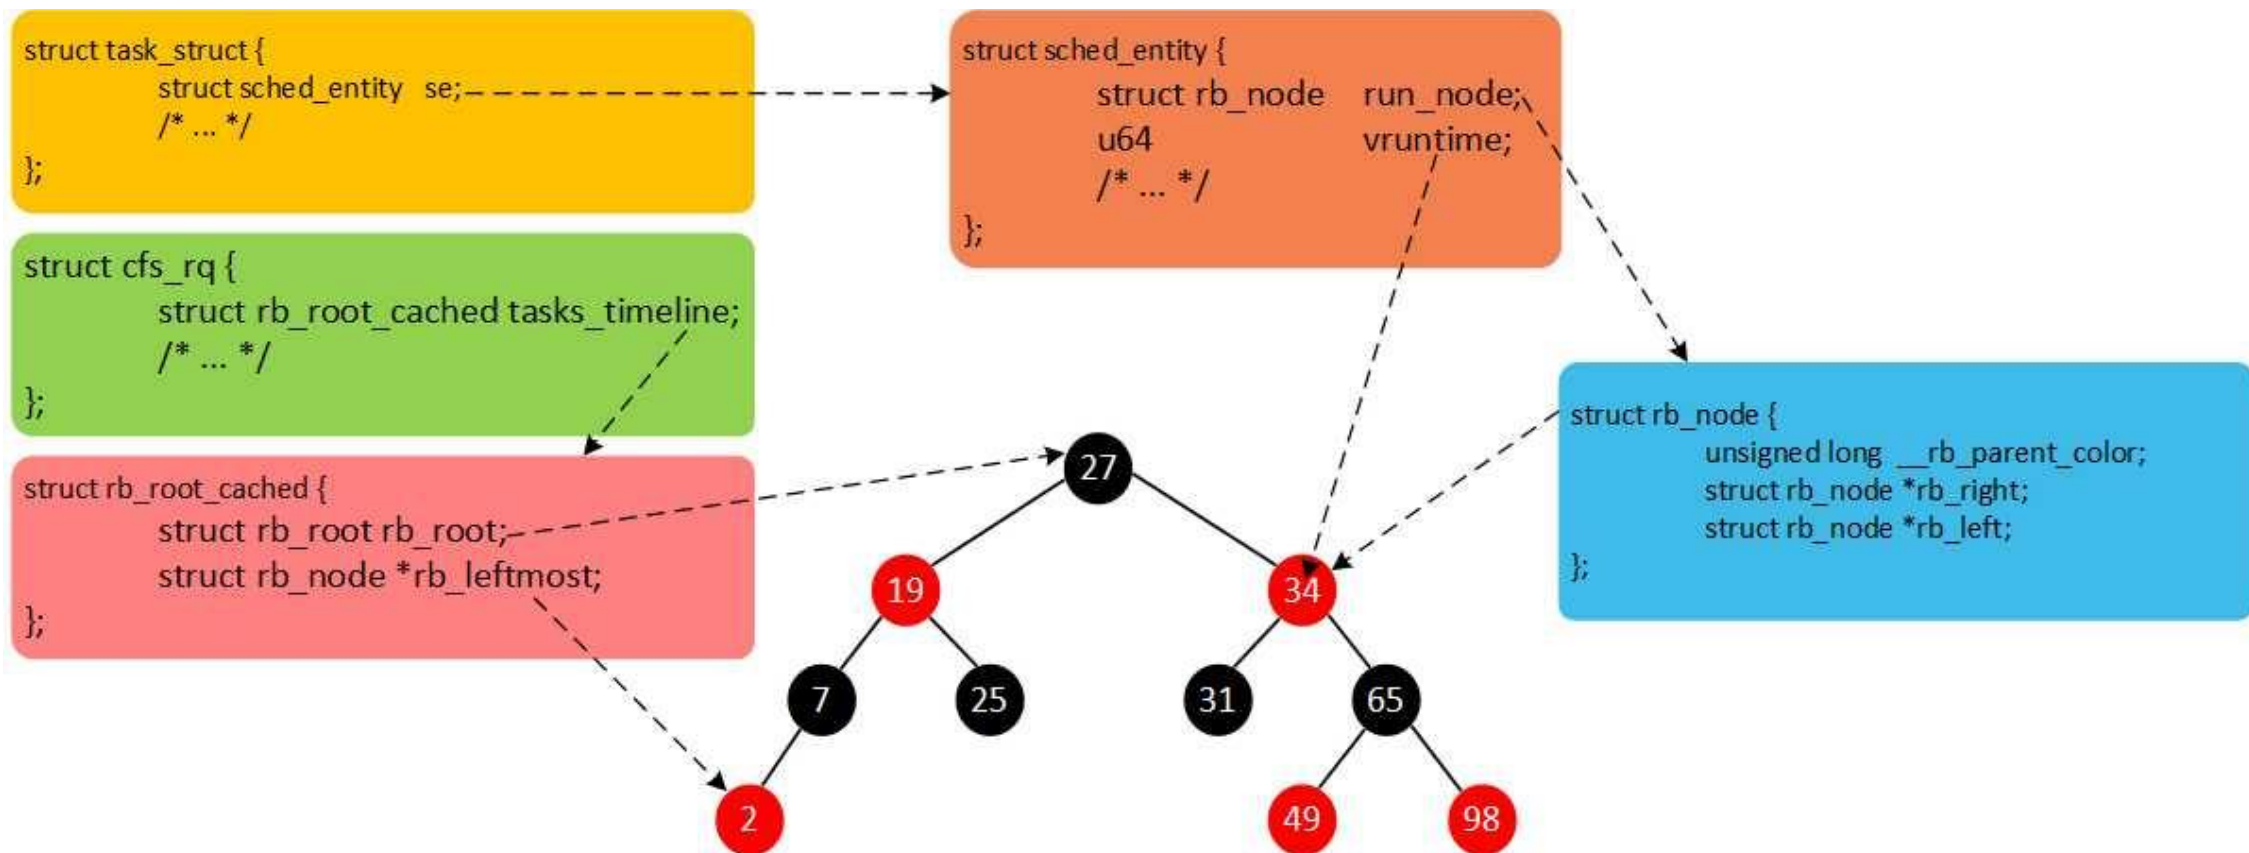 struct task_struct {
struct sched_entity se;
/* ... */
};
struct sched_entity {
struct rb_node run_node;
u64 vruntime;
/* ... */
};
struct cfs_rq {
struct rb_root_cached tasks_timeline;
/* ... */
};
struct rb_root_cached {
struct rb_root rb_root;
struct rb_node *rb_leftmost;
};
struct rb_node {
unsigned long __rb_parent_color;
struct rb_node *rb_right;
struct rb_node *rb_left;
};
27
19 34
7 25 31 65
2 49 98